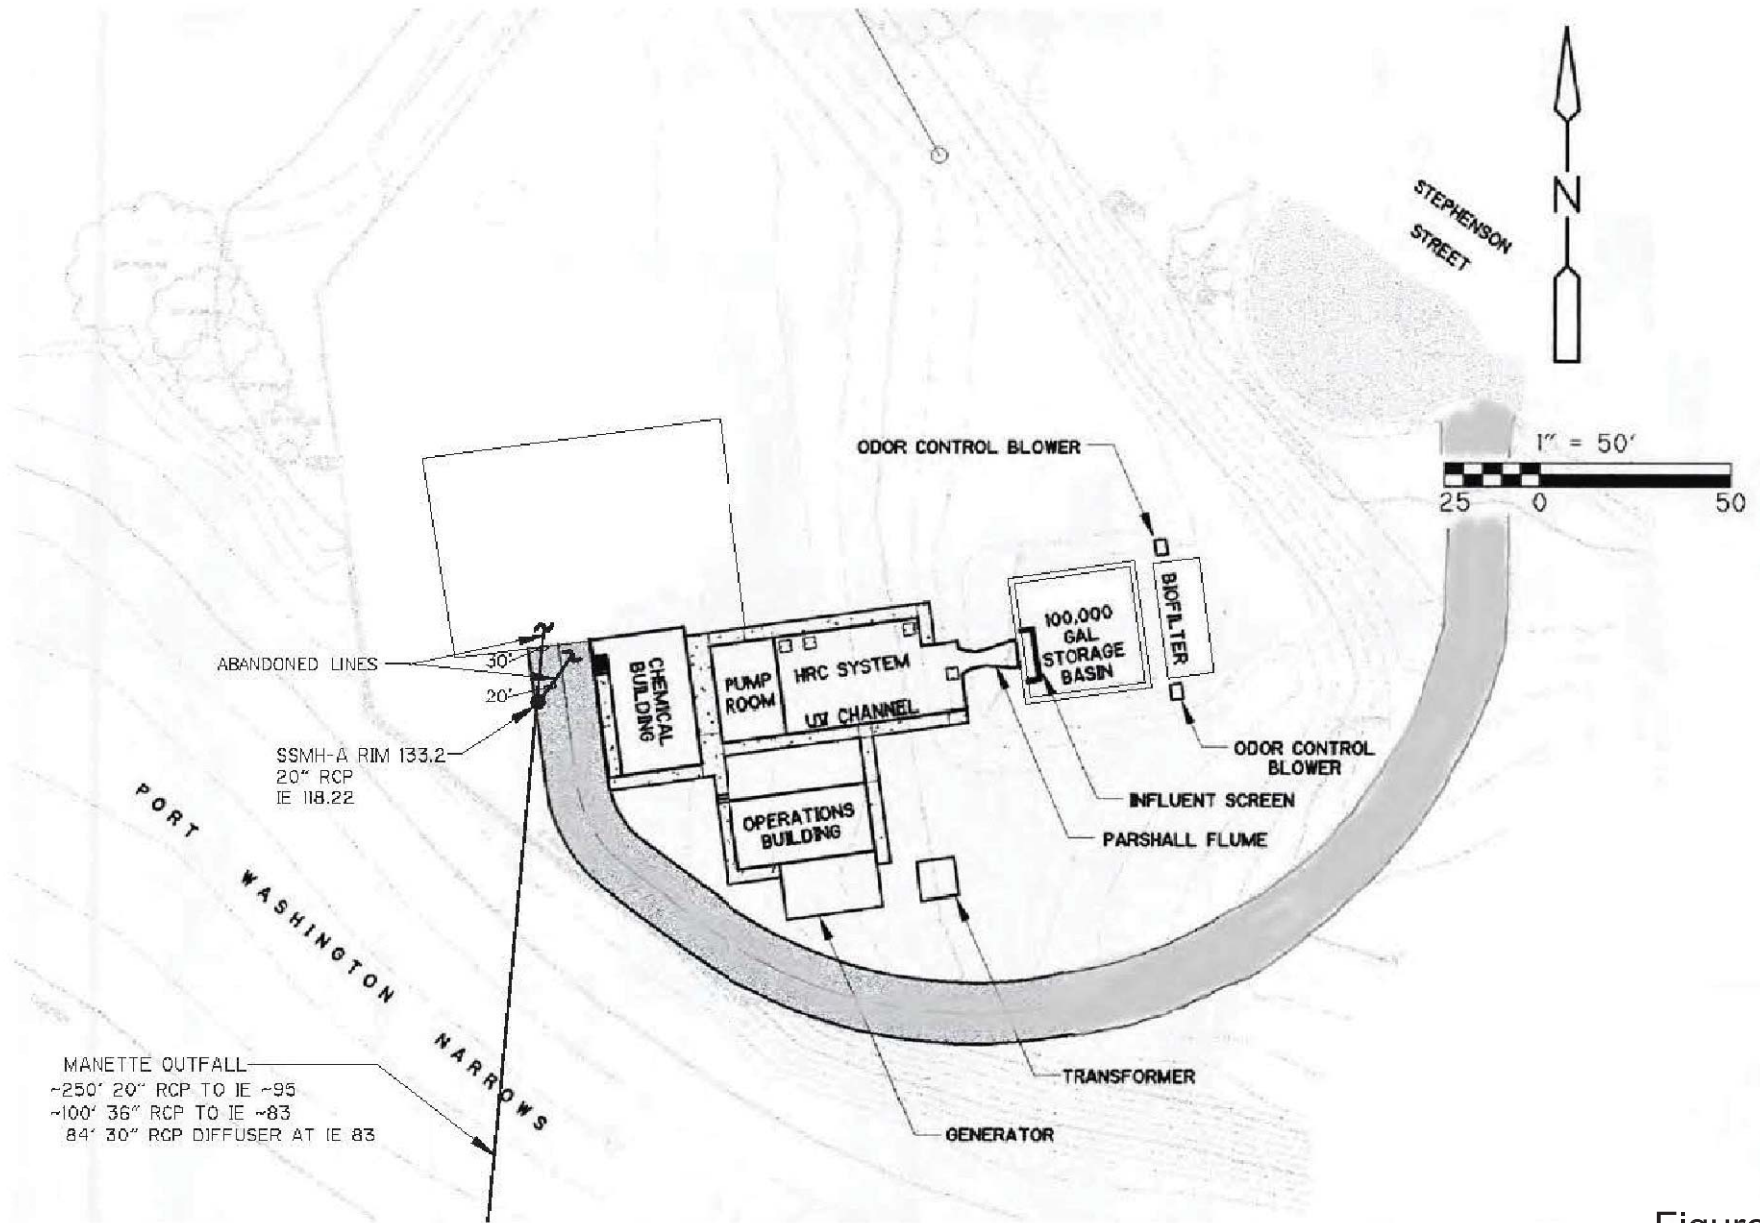 N
STEPHENSON
STREET
1" = 50'
25 0 50
ODOR CONTROL BLOWER
BIOFILTER
100,000
GAL
STORAGE
BASIN
ABANDONED LINES
30'
20'
CHEMICAL
BUILDING
PUMP
ROOM
HRC SYSTEM
UV CHANNEL
SSMH-A RIM 133.2
20" RCP
IE 118.22
ODOR CONTROL
BLOWER
INFLUENT SCREEN
PARSHALL FLUME
OPERATIONS
BUILDING
PORT WASHINGTON NARROWS
MANETTE OUTFALL
~250' 20" RCP TO IE ~95
~100' 36" RCP TO IE ~83
84' 30" RCP DIFFUSER AT IE 83
TRANSFORMER
GENERATOR
Figure